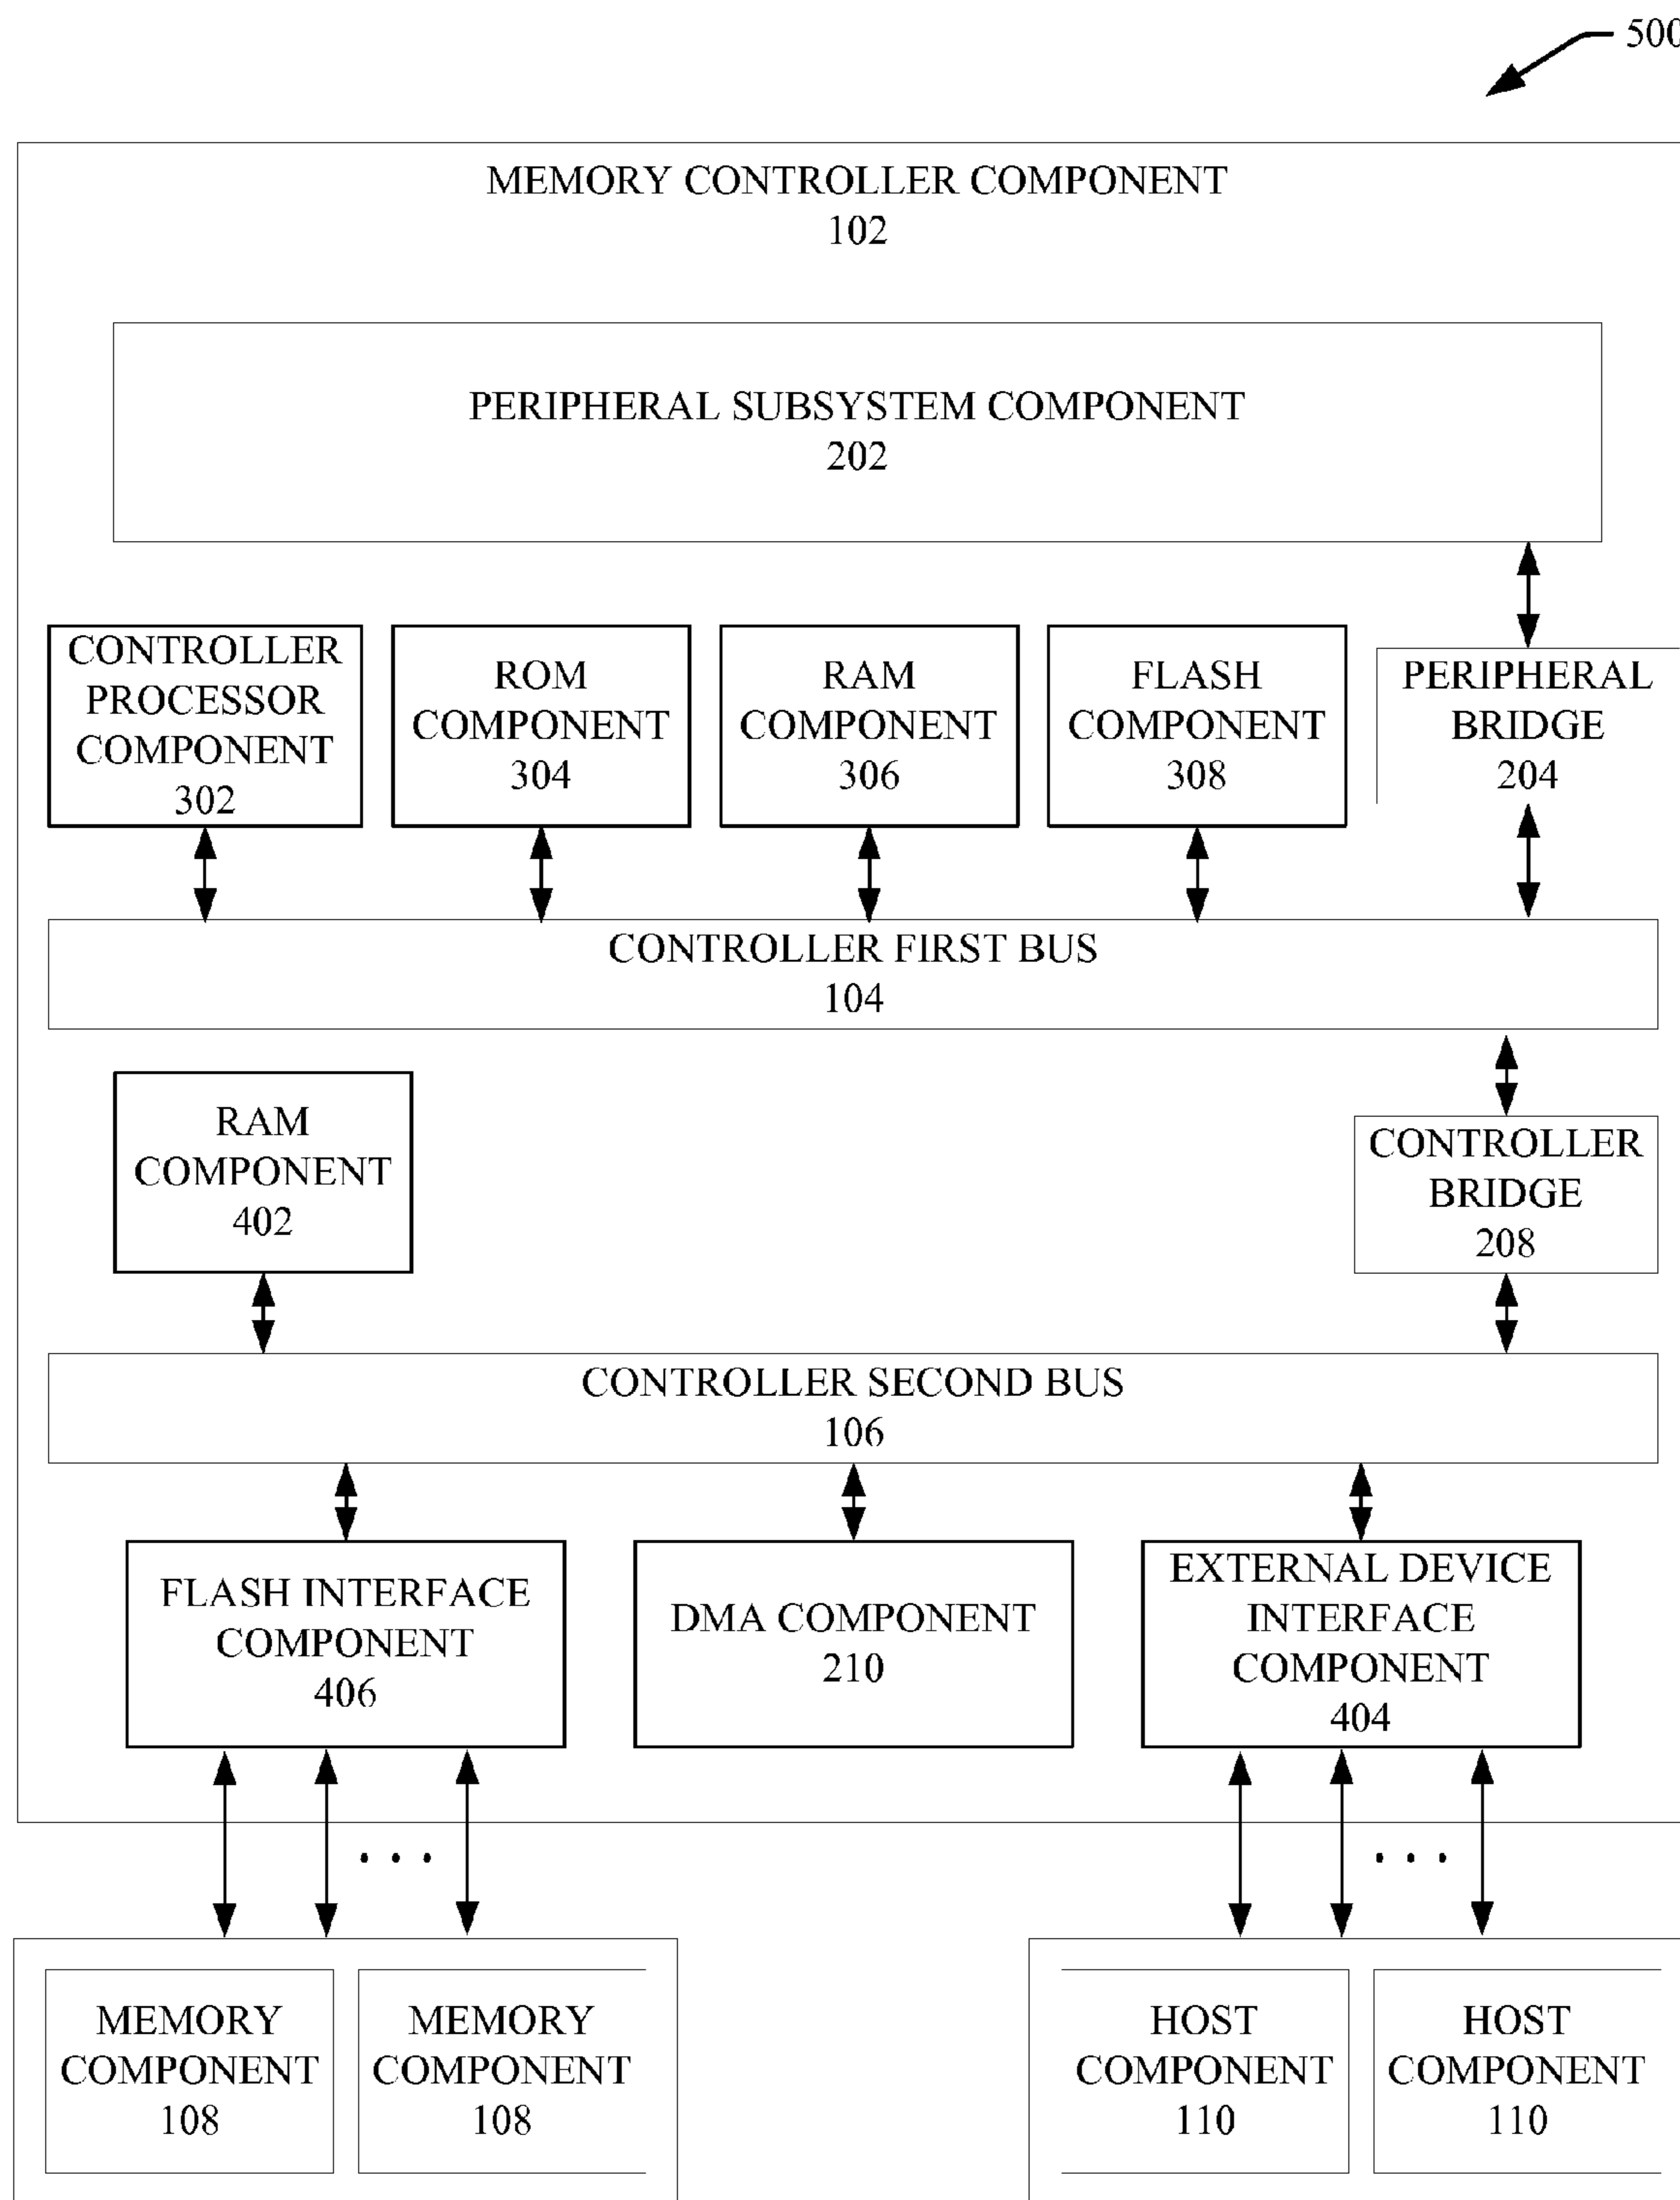 500
MEMORY CONTROLLER COMPONENT
102
PERIPHERAL SUBSYSTEM COMPONENT
202
CONTROLLER
PROCESSOR
COMPONENT
302
ROM
COMPONENT
304
RAM
COMPONENT
306
FLASH
COMPONENT
308
PERIPHERAL
BRIDGE
204
CONTROLLER FIRST BUS
104
RAM
COMPONENT
402
CONTROLLER
BRIDGE
208
CONTROLLER SECOND BUS
106
FLASH INTERFACE
COMPONENT
406
DMA COMPONENT
210
EXTERNAL DEVICE
INTERFACE
COMPONENT
404
MEMORY
COMPONENT
108
MEMORY
COMPONENT
108
HOST
COMPONENT
110
HOST
COMPONENT
110